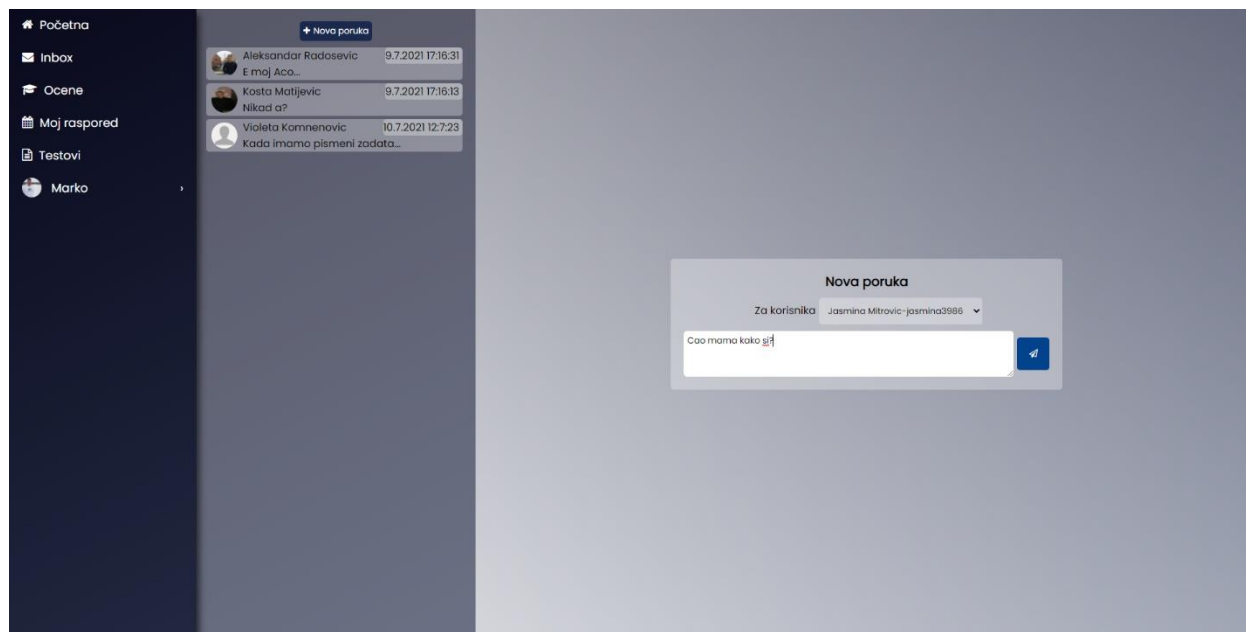 Početna
Inbox
Ocene
Moj raspored
Testovi
Marko
+ Nova poruka
Aleksandar Radosevic 9.7.2021 17:16:31
E moj Aco...
Kosta Matijevic 9.7.2021 17:16:13
Nikad a?
Violeta Komnenovic 10.7.2021 12:7:23
Kada imamo pismeni zadata...
Nova poruka
Za korisnika Jasmina Mitrovic-jasmina3986
Cao mama kako si?